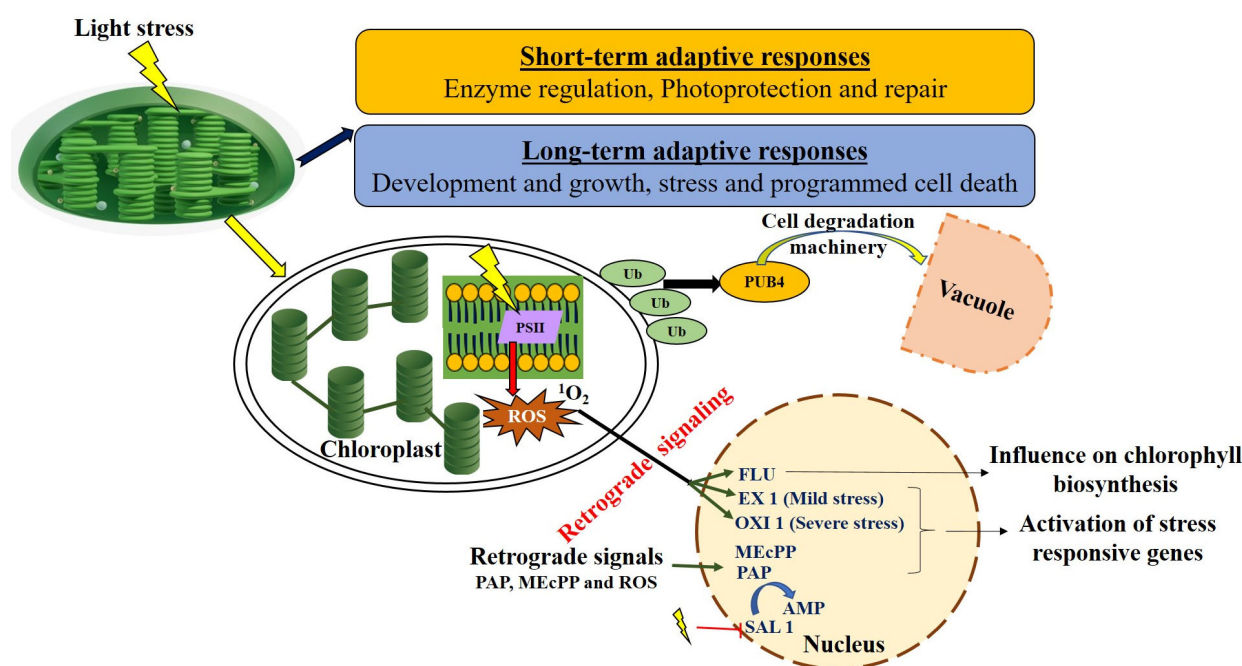 Light stress
Short-term adaptive responses
Enzyme regulation, Photoprotection and repair
Long-term adaptive responses
Development and growth, stress and programmed cell death
Cell degradation
machinery
Ub
Ub
Ub
PUB4
Vacuole
PSII
ROS
¹O₂
Chloroplast
Retrograde signaling
FLU
EX 1 (Mild stress)
OXI 1 (Severe stress)
Influence on chlorophyll
biosynthesis
Activation of stress
responsive genes
Retrograde signals
PAP, MEcPP and ROS
MEcPP
PAP
AMP
SAL 1
Nucleus